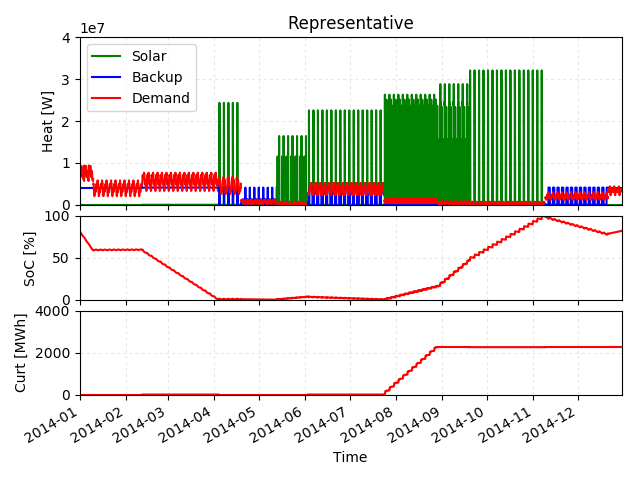 Representative
1e7
4
3
2
1
0
Heat [W]
Solar
Backup
Demand
100
50
0
SoC [%]
4000
2000
0
Curt [MWh]
2014-01
2014-02
2014-03
2014-04
2014-05
2014-06
2014-07
2014-08
2014-09
2014-10
2014-11
2014-12
Time